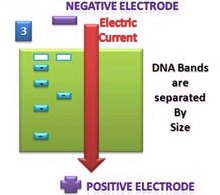 NEGATIVE ELECTRODE
3
Electric
Current
DNA Bands
are
separated
By
Size
POSITIVE ELECTRODE